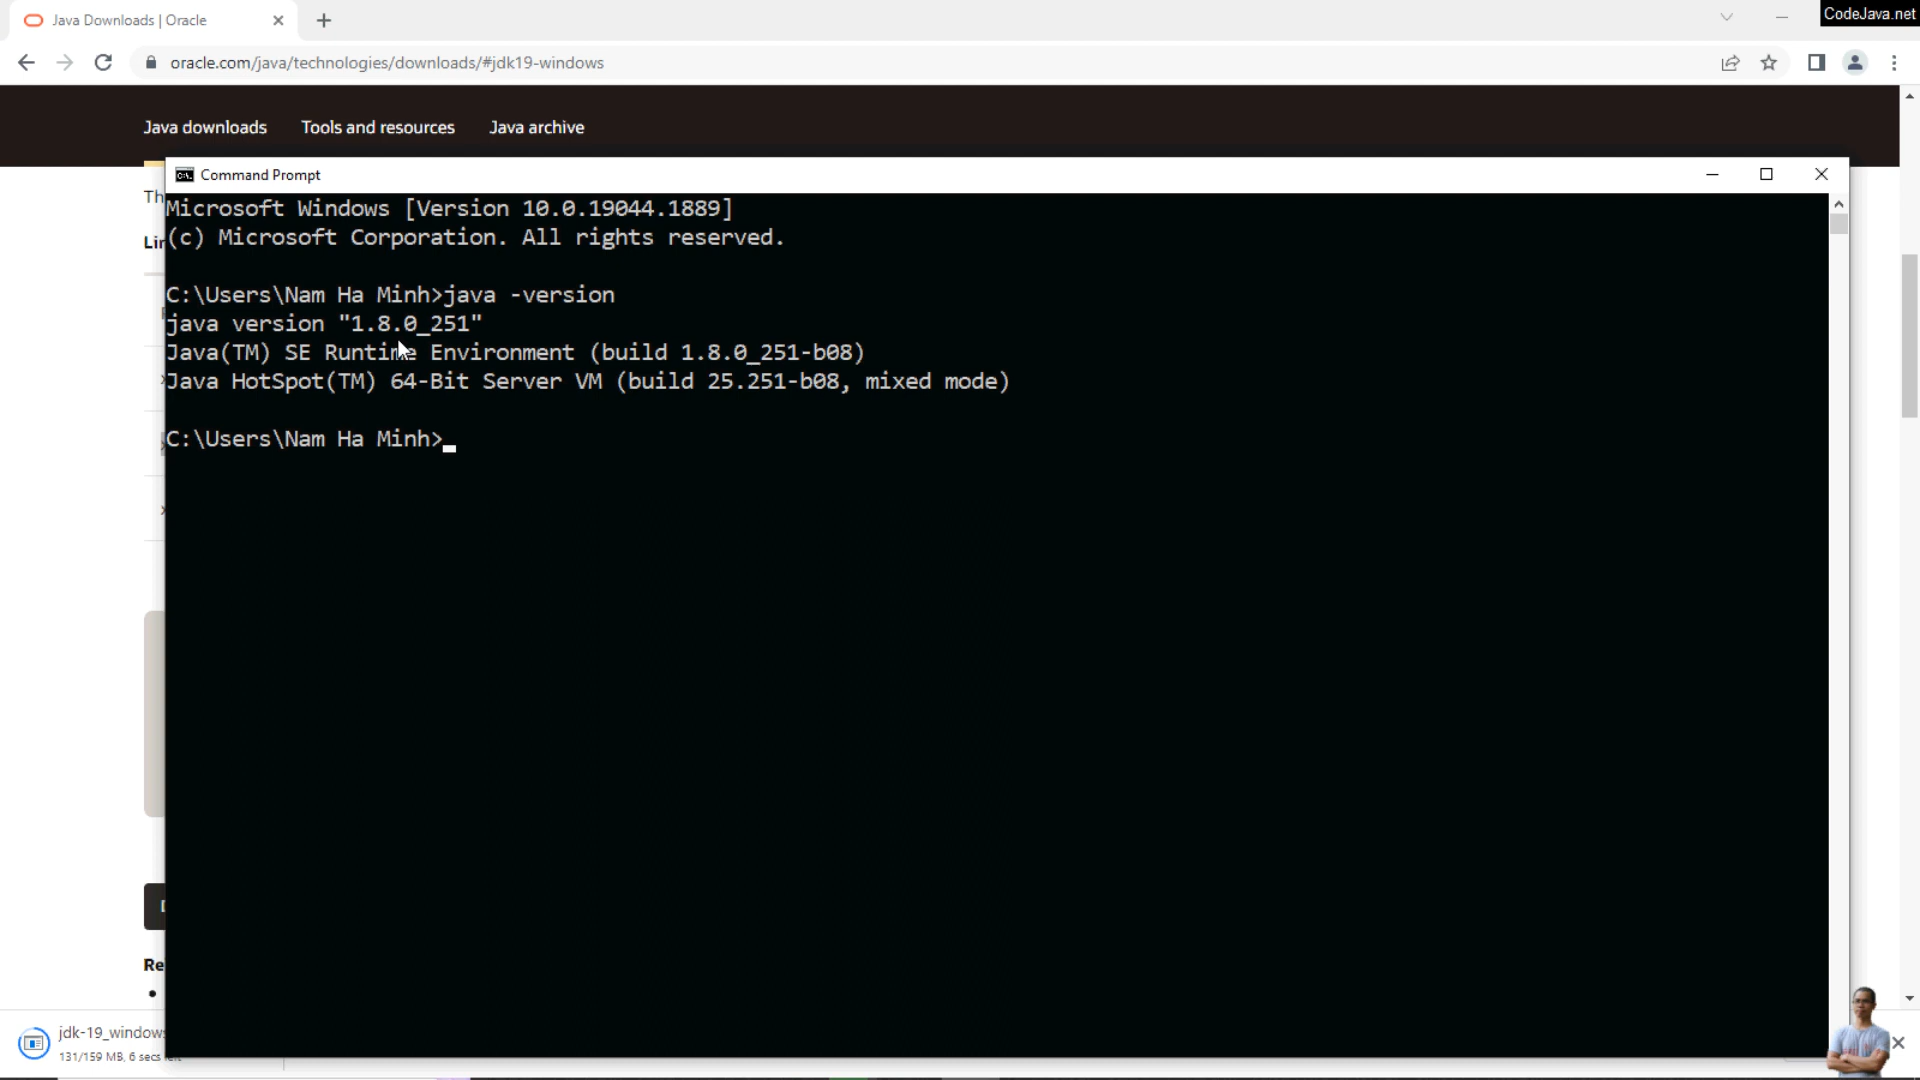 Java Downloads | Oracle
CodeJava.net
oracle.com/java/technologies/downloads/#jdk19-windows
Java downloads Tools and resources Java archive
Command Prompt
Microsoft Windows [Version 10.0.19044.1889]
(c) Microsoft Corporation. All rights reserved.
C:\Users\Nam Ha Minh>java -version
java version "1.8.0_251"
Java(TM) SE Runtime Environment (build 1.8.0_251-b08)
Java HotSpot(TM) 64-Bit Server VM (build 25.251-b08, mixed mode)
C:\Users\Nam Ha Minh>
jdk-19_windows
131/159 MB, 6 secs left